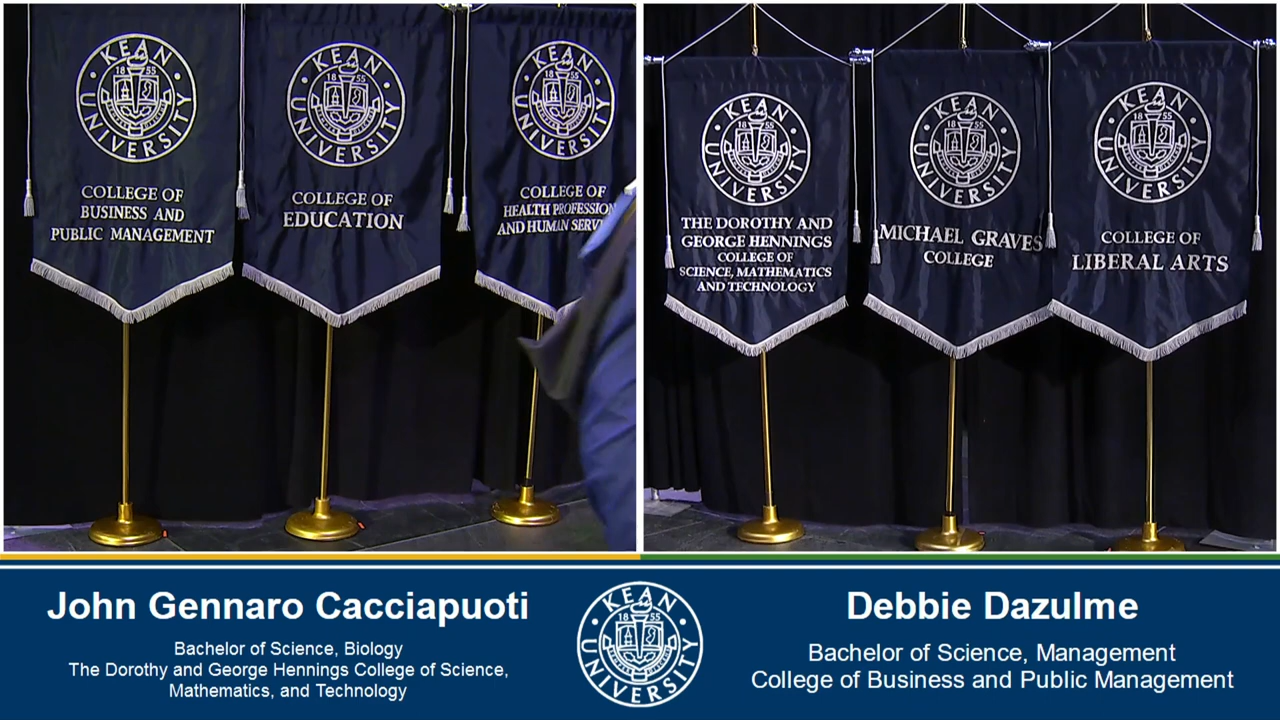 KEAN UNIVERSITY
1855
COLLEGE OF
BUSINESS AND
PUBLIC MANAGEMENT
KEAN UNIVERSITY
1855
COLLEGE OF
EDUCATION
KEAN UNIVERSITY
1855
COLLEGE OF
HEALTH PROFESSION
AND HUMAN SERV
KEAN UNIVERSITY
1855
THE DOROTHY AND
GEORGE HENNINGS
COLLEGE OF
SCIENCE, MATHEMATICS
AND TECHNOLOGY
KEAN UNIVERSITY
1855
MICHAEL GRAVES
COLLEGE
KEAN UNIVERSITY
1855
COLLEGE OF
LIBERAL ARTS
John Gennaro Cacciapuoti
Bachelor of Science, Biology
The Dorothy and George Hennings College of Science,
Mathematics, and Technology
KEAN UNIVERSITY
1855
Debbie Dazulme
Bachelor of Science, Management
College of Business and Public Management